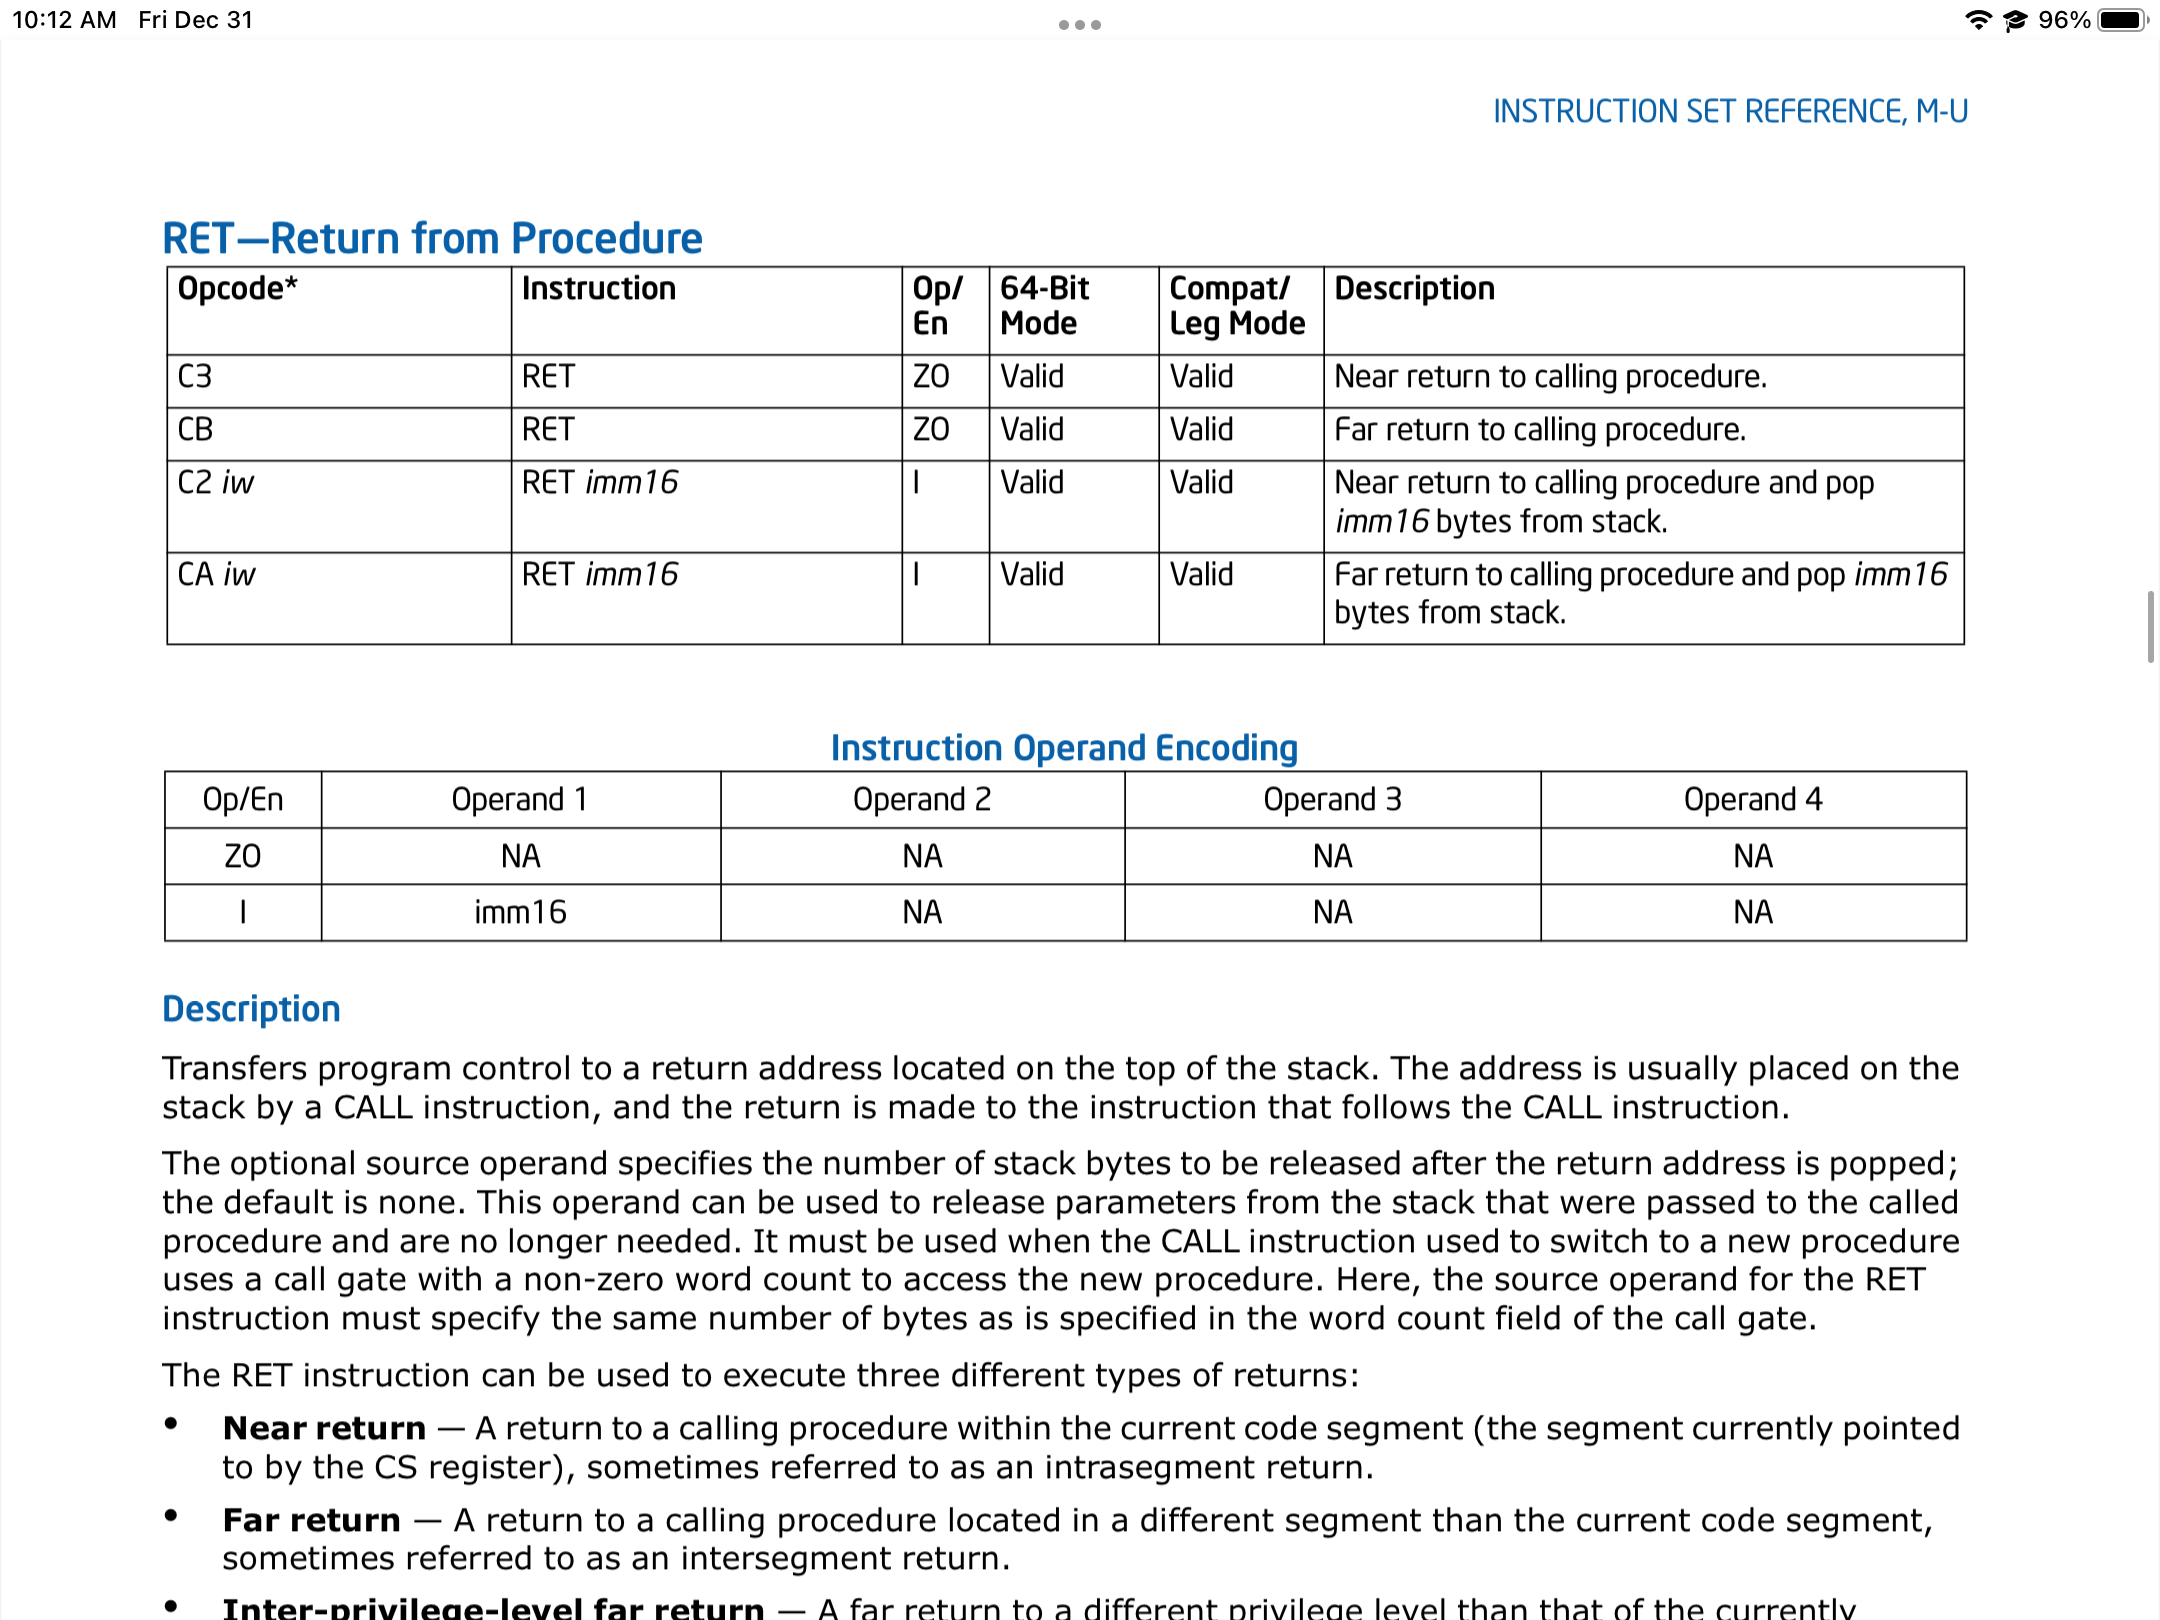 10:12 AM Fri Dec 31
96%
INSTRUCTION SET REFERENCE, M-U
RET—Return from Procedure
Opcode* Instruction Op/ 64-Bit Compat/ Description
En Mode Leg Mode
C3 RET ZO Valid Valid Near return to calling procedure.
CB RET ZO Valid Valid Far return to calling procedure.
C2 iw RET imm16 I Valid Valid Near return to calling procedure and pop
imm16 bytes from stack.
CA iw RET imm16 I Valid Valid Far return to calling procedure and pop imm16
bytes from stack.
Instruction Operand Encoding
Op/En Operand 1 Operand 2 Operand 3 Operand 4
ZO NA NA NA NA
I imm16 NA NA NA
Description
Transfers program control to a return address located on the top of the stack. The address is usually placed on the
stack by a CALL instruction, and the return is made to the instruction that follows the CALL instruction.
The optional source operand specifies the number of stack bytes to be released after the return address is popped;
the default is none. This operand can be used to release parameters from the stack that were passed to the called
procedure and are no longer needed. It must be used when the CALL instruction used to switch to a new procedure
uses a call gate with a non-zero word count to access the new procedure. Here, the source operand for the RET
instruction must specify the same number of bytes as is specified in the word count field of the call gate.
The RET instruction can be used to execute three different types of returns:
• Near return — A return to a calling procedure within the current code segment (the segment currently pointed
to by the CS register), sometimes referred to as an intrasegment return.
• Far return — A return to a calling procedure located in a different segment than the current code segment,
sometimes referred to as an intersegment return.
• Inter-privilege-level far return — A far return to a different privilege level than that of the currently